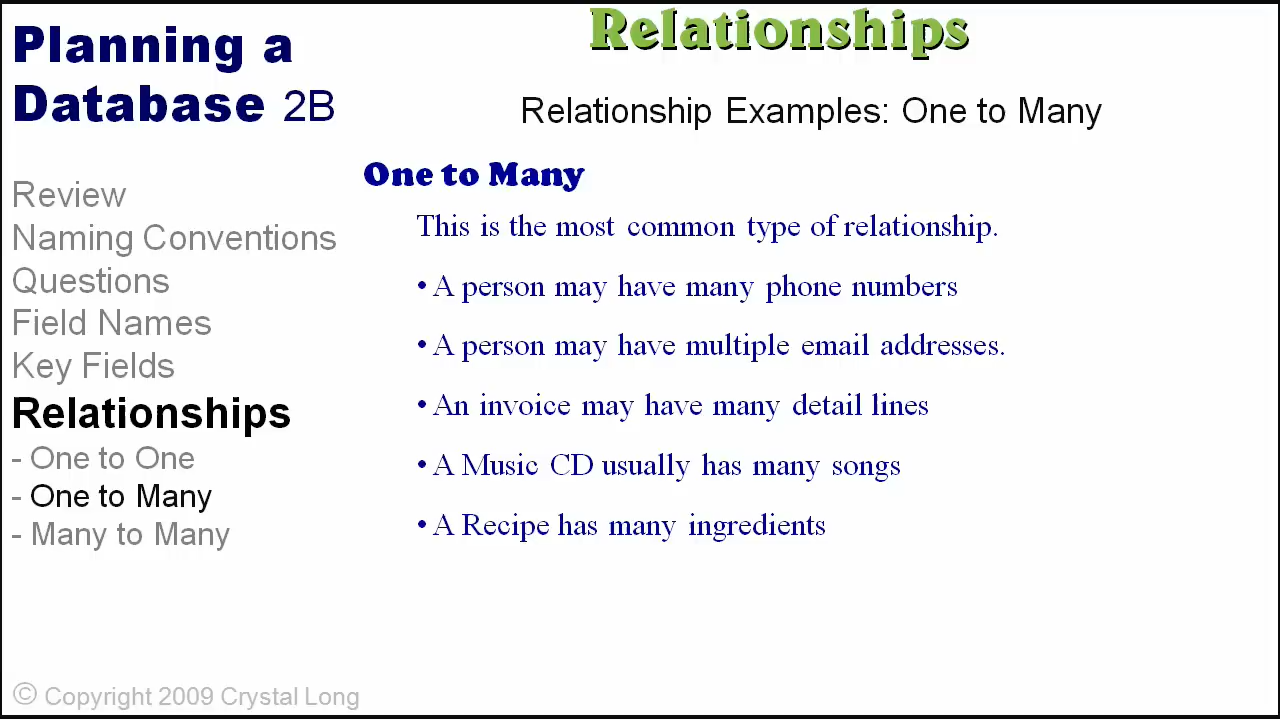 Planning a
Database 2B
Review
Naming Conventions
Questions
Field Names
Key Fields
Relationships
- One to One
- One to Many
- Many to Many
© Copyright 2009 Crystal Long
Relationships
Relationship Examples: One to Many
One to Many
This is the most common type of relationship.
• A person may have many phone numbers
• A person may have multiple email addresses.
• An invoice may have many detail lines
• A Music CD usually has many songs
• A Recipe has many ingredients